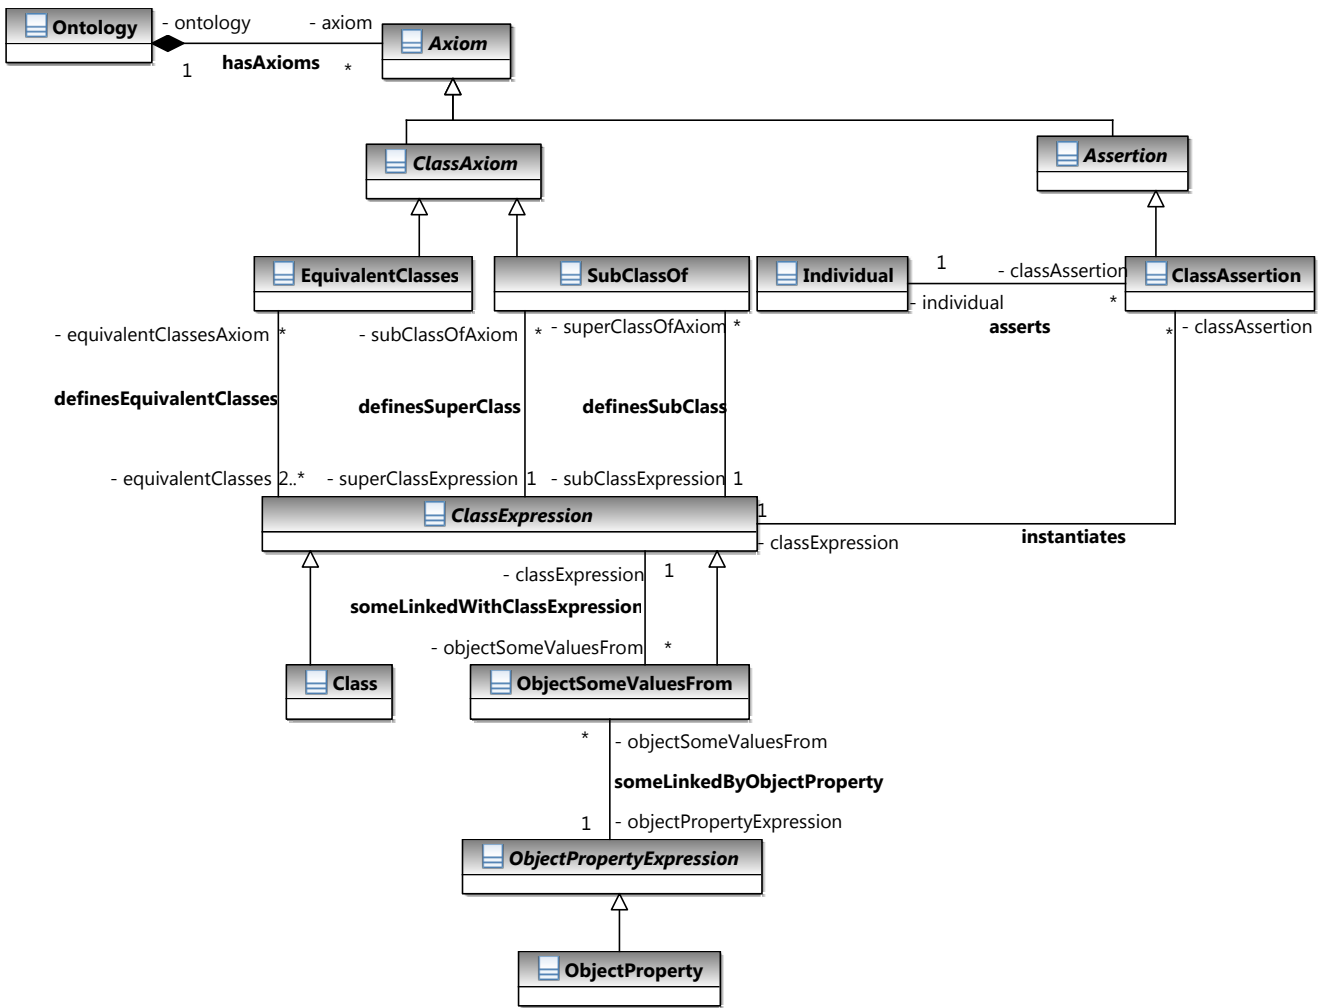 Ontology
- ontology
- axiom
Axiom
1
hasAxioms
*
ClassAxiom
Assertion
EquivalentClasses
SubClassOf
Individual
1
- classAssertion
ClassAssertion
- individual
*
asserts
- equivalentClassesAxiom *
- subClassOfAxiom *
- superClassOfAxiom *
* - classAssertion
definesEquivalentClasses
definesSuperClass
definesSubClass
- equivalentClasses 2..*
- superClassExpression 1
- subClassExpression 1
ClassExpression
1
- classExpression
instantiates
- classExpression 1
someLinkedWithClassExpression
- objectSomeValuesFrom *
Class
ObjectSomeValuesFrom
* - objectSomeValuesFrom
someLinkedByObjectProperty
1 - objectPropertyExpression
ObjectPropertyExpression
ObjectProperty